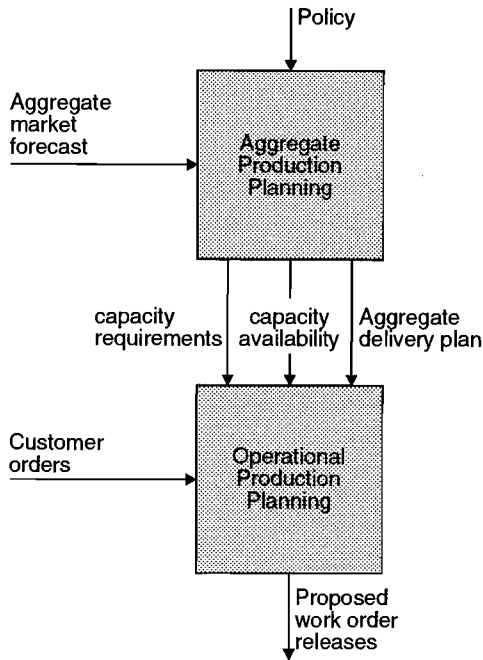 Policy
Aggregate
market
forecast
Aggregate
Production
Planning
capacity
requirements
capacity
availability
Aggregate
delivery plan
Customer
orders
Operational
Production
Planning
Proposed
work order
releases